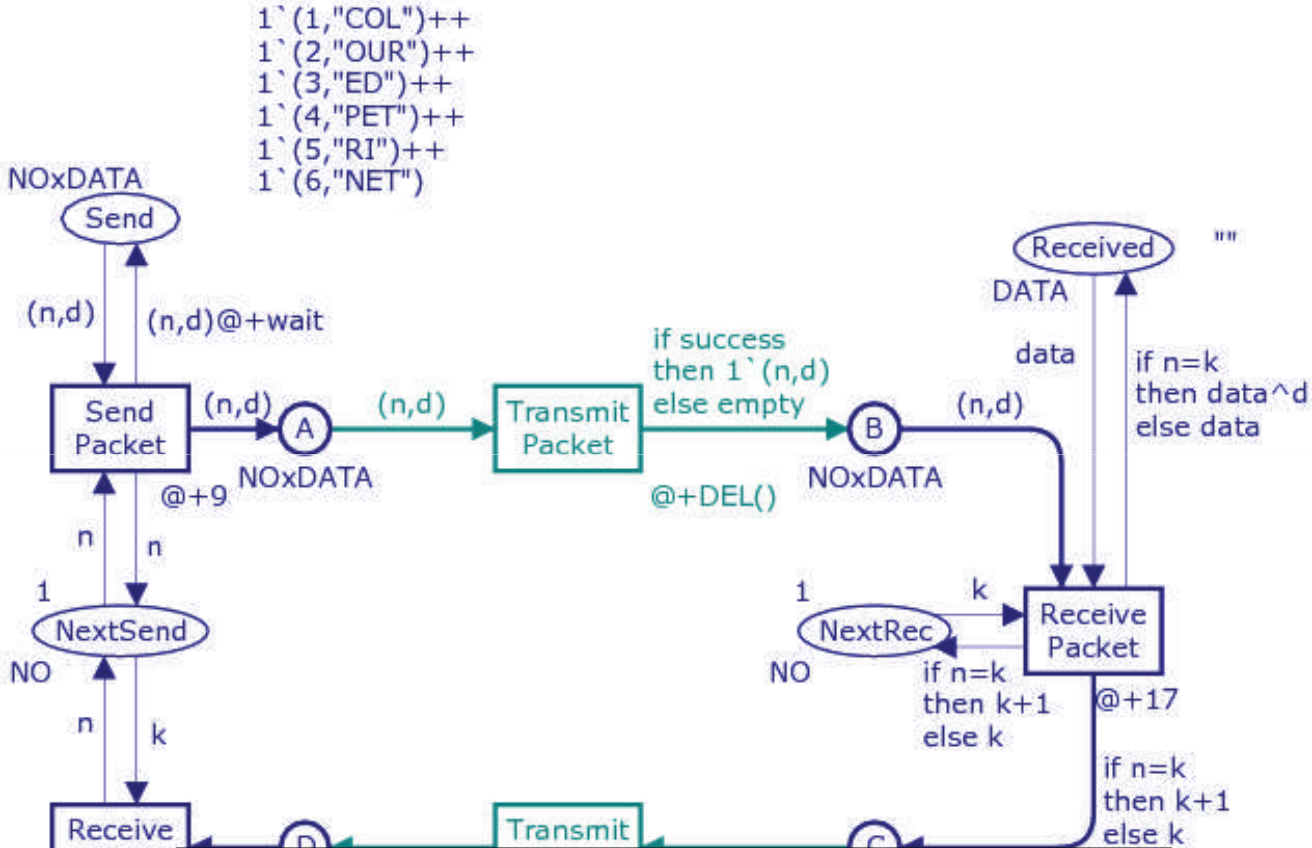 1`(1,"COL")++
1`(2,"OUR")++
1`(3,"ED")++
1`(4,"PET")++
1`(5,"RI")++
1`(6,"NET")
NOxDATA
Send
Received
""
DATA
(n,d)
(n,d)@+wait
data
if n=k
then data^d
else data
if success
then 1`(n,d)
else empty
Send
Packet
(n,d)
A
(n,d)
Transmit
Packet
B
(n,d)
NOxDATA
NOxDATA
@+9
@+DEL()
n
n
1
NextSend
NO
1
NextRec
NO
k
Receive
Packet
if n=k
then k+1
else k
@+17
n
k
if n=k
then k+1
else k
Receive
D
Transmit
C